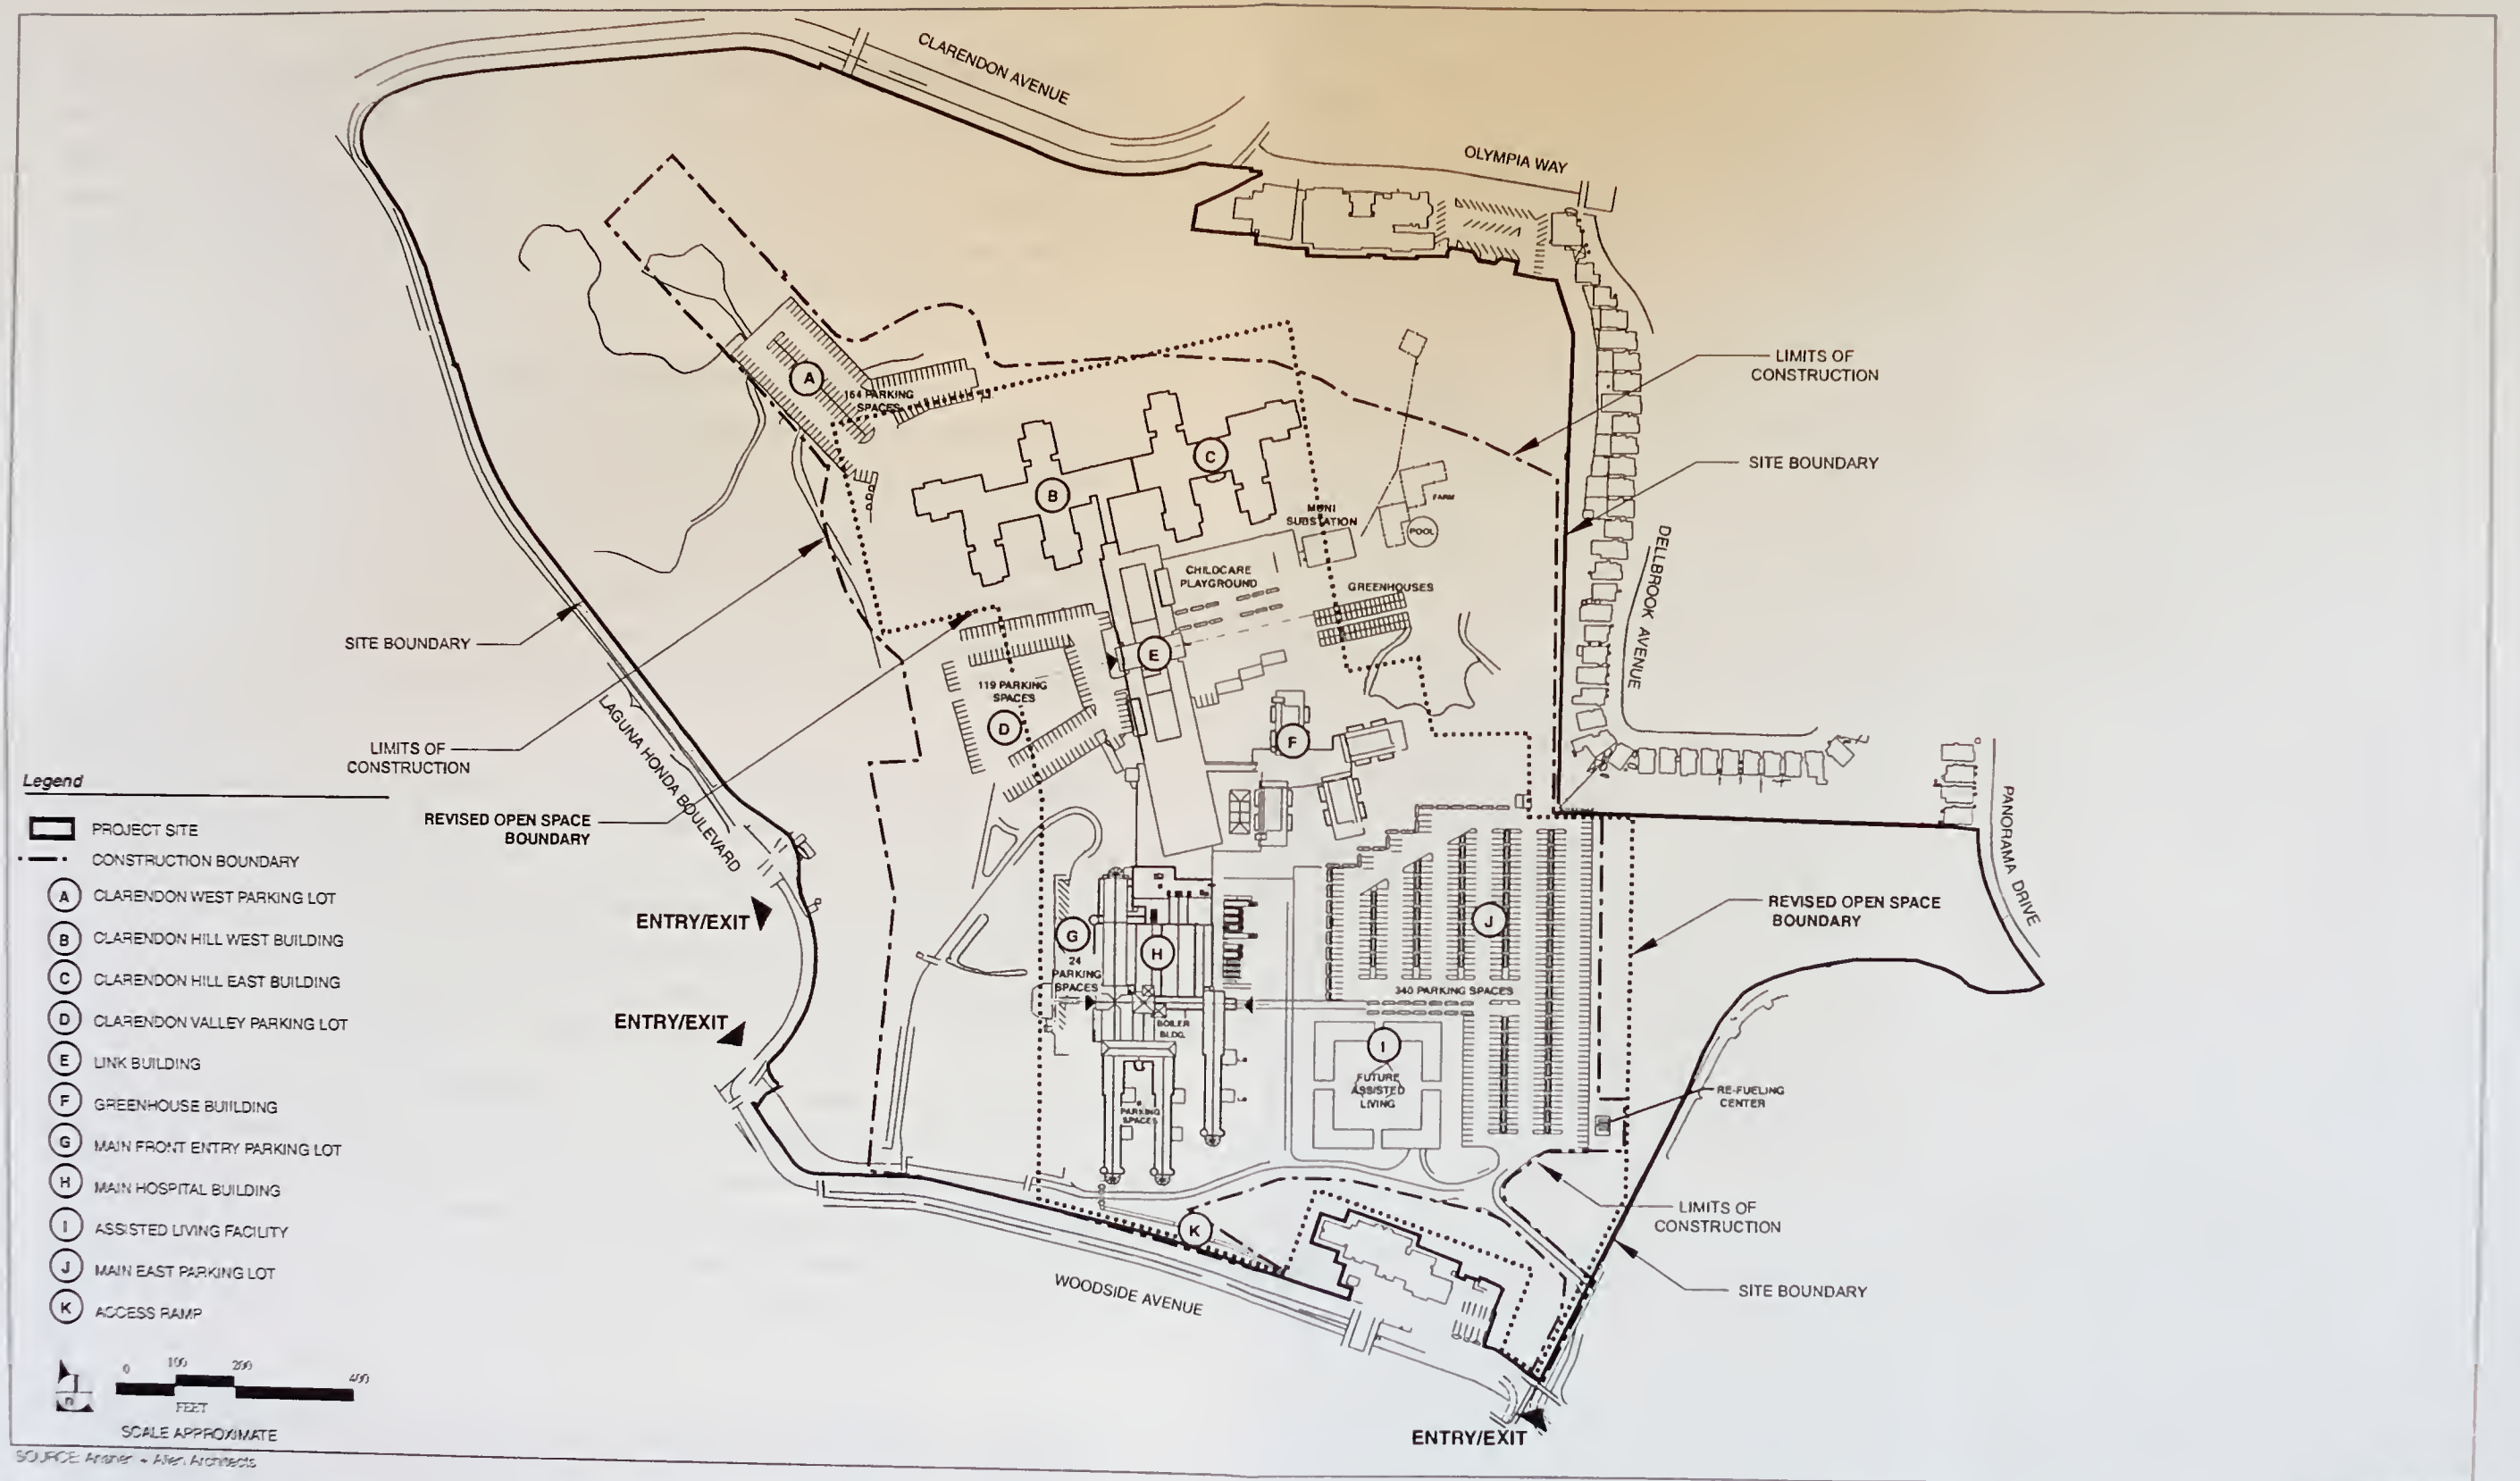 CLARENDON AVENUE
OLYMPIA WAY
LIMITS OF
CONSTRUCTION
SITE BOUNDARY
A
164 PARKING
SPACES
B
C
MUNI
SUBSTATION
FARM
POOL
CHILDCARE
PLAYGROUND
GREENHOUSES
DELLBROOK AVENUE
E
SITE BOUNDARY
119 PARKING
SPACES
D
F
LAGUNA HONDA BOULEVARD
LIMITS OF
CONSTRUCTION
REVISED OPEN SPACE
BOUNDARY
PANORAMA DRIVE
REVISED OPEN SPACE
BOUNDARY
ENTRY/EXIT
G
24
PARKING
SPACES
H
J
340 PARKING SPACES
ENTRY/EXIT
BOILER
BLDG.
I
FUTURE
ASSISTED
LIVING
PARKING
SPACES
RE-FUELING
CENTER
LIMITS OF
CONSTRUCTION
K
SITE BOUNDARY
WOODSIDE AVENUE
ENTRY/EXIT
Legend
PROJECT SITE
CONSTRUCTION BOUNDARY
A CLARENDON WEST PARKING LOT
B CLARENDON HILL WEST BUILDING
C CLARENDON HILL EAST BUILDING
D CLARENDON VALLEY PARKING LOT
E LINK BUILDING
F GREENHOUSE BUIILDING
G MAIN FRONT ENTRY PARKING LOT
H MAIN HOSPITAL BUILDING
I ASSISTED LIVING FACILITY
J MAIN EAST PARKING LOT
K ACCESS RAMP
0 100 200 400
FEET
n
SCALE APPROXIMATE
SOURCE: Anshen + Allen Architects